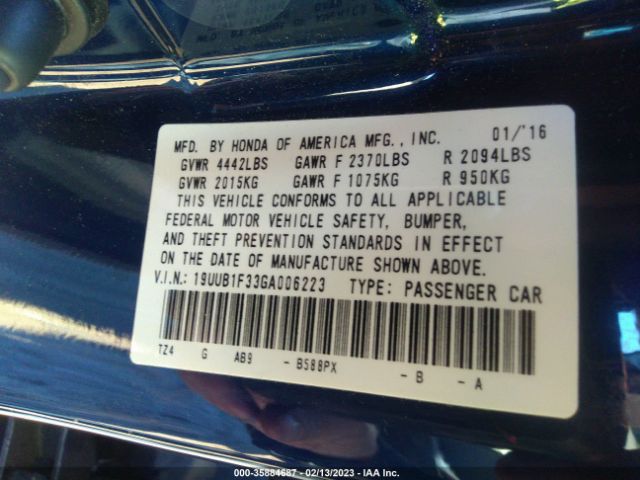 MFD. BY HONDA OF AMERICA MFG., INC. 01/'16
GVWR 4442LBS GAWR F 2370LBS R 2094LBS
GVWR 2015KG GAWR F 1075KG R 950KG
THIS VEHICLE CONFORMS TO ALL APPLICABLE
FEDERAL MOTOR VEHICLE SAFETY, BUMPER,
AND THEFT PREVENTION STANDARDS IN EFFECT
ON THE DATE OF MANUFACTURE SHOWN ABOVE.
V.I.N.: 19UUB1F33GA006223 TYPE: PASSENGER CAR
TZ4 G AB9 - B588PX - B - A
000-35884687 - 02/13/2023 - IAA Inc.